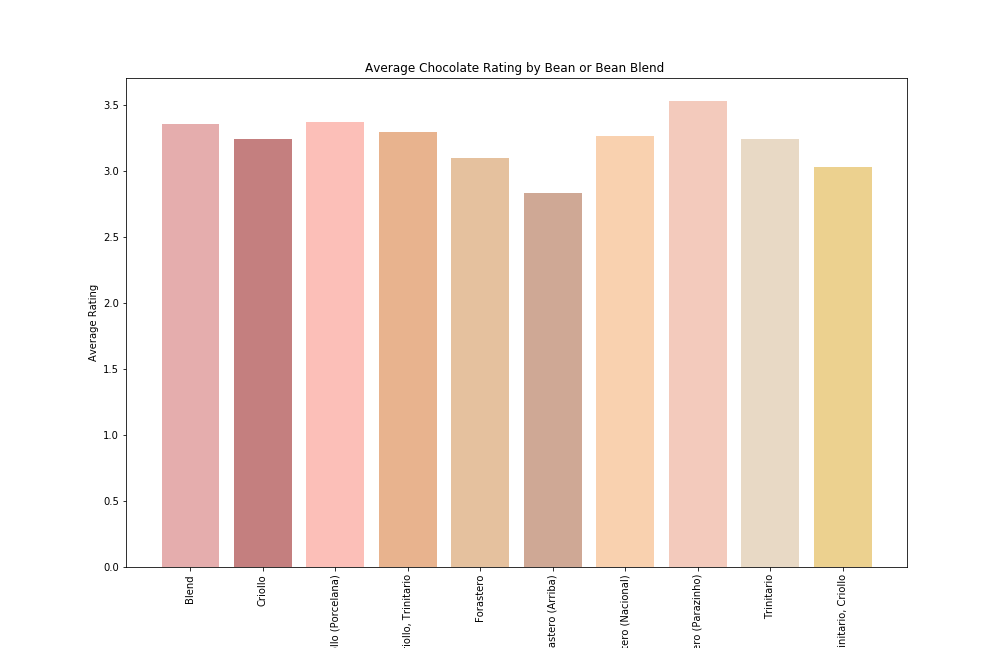 Average Chocolate Rating by Bean or Bean Blend
Average Rating
3.5
3.0
2.5
2.0
1.5
1.0
0.5
0.0
Blend
Criollo
llo (Porcelana)
riollo, Trinitario
Forastero
astero (Arriba)
tero (Nacional)
ero (Parazinho)
Trinitario
initario, Criollo